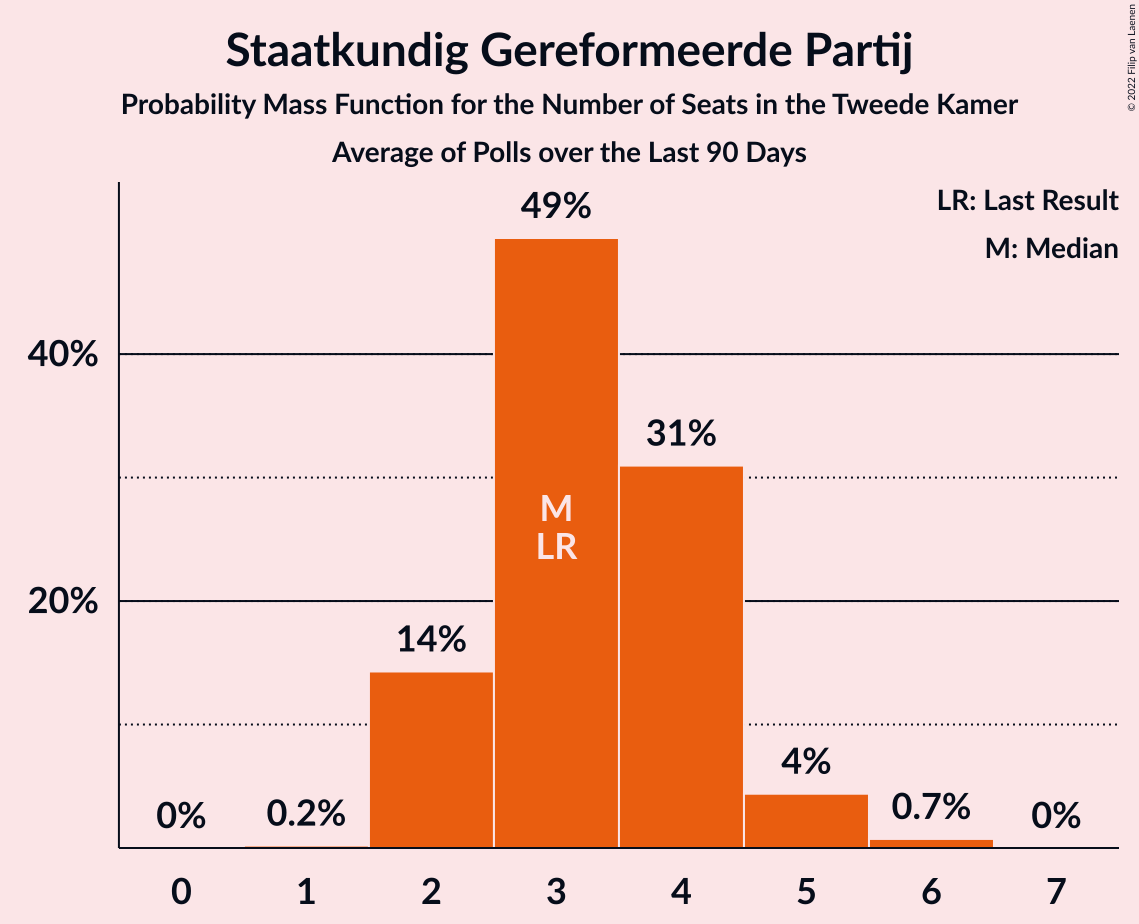 Staatkundig Gereformeerde Partij
Probability Mass Function for the Number of Seats in the Tweede Kamer
Average of Polls over the Last 90 Days
© 2022 Filip van Laenen
LR: Last Result
M: Median
49%
40%
31%
M
LR
20%
14%
4%
0%
0.2%
0.7%
0%
0 1 2 3 4 5 6 7